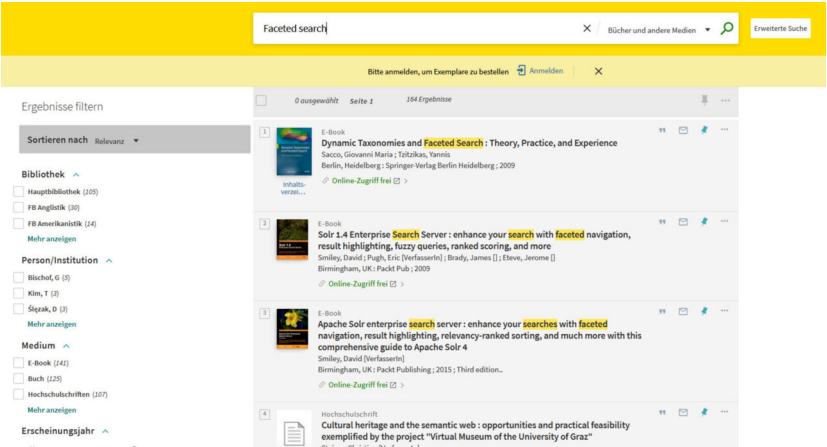 Faceted search
Bücher und andere Medien
Erweiterte Suche
Bitte anmelden, um Exemplare zu bestellen Anmelden
Ergebnisse filtern
Sortieren nach Relevanz
Bibliothek
Hauptbibliothek (105)
FB Anglistik (30)
FB Amerikanistik (14)
Mehr anzeigen
Person/Institution
Bischof, G (5)
Kim, T (3)
Ślęzak, D (3)
Mehr anzeigen
Medium
E-Book (141)
Buch (125)
Hochschulschriften (107)
Mehr anzeigen
Erscheinungsjahr
0 ausgewählt Seite 1 164 Ergebnisse
1
E-Book
Dynamic Taxonomies and Faceted Search : Theory, Practice, and Experience
Sacco, Giovanni Maria ; Tzitzikas, Yannis
Berlin, Heidelberg : Springer-Verlag Berlin Heidelberg ; 2009
Online-Zugriff frei
Inhalts-
verzei...
2
E-Book
Solr 1.4 Enterprise Search Server : enhance your search with faceted navigation,
result highlighting, fuzzy queries, ranked scoring, and more
Smiley, David ; Pugh, Eric [VerfasserIn] ; Brady, James [] ; Eteve, Jerome []
Birmingham, UK : Packt Pub ; 2009
Online-Zugriff frei
3
E-Book
Apache Solr enterprise search server : enhance your searches with faceted
navigation, result highlighting, relevancy-ranked sorting, and much more with this
comprehensive guide to Apache Solr 4
Smiley, David [VerfasserIn]
Birmingham, UK : Packt Publishing ; 2015 ; Third edition..
Online-Zugriff frei
4
Hochschulschrift
Cultural heritage and the semantic web : opportunities and practical feasibility
exemplified by the project "Virtual Museum of the University of Graz"